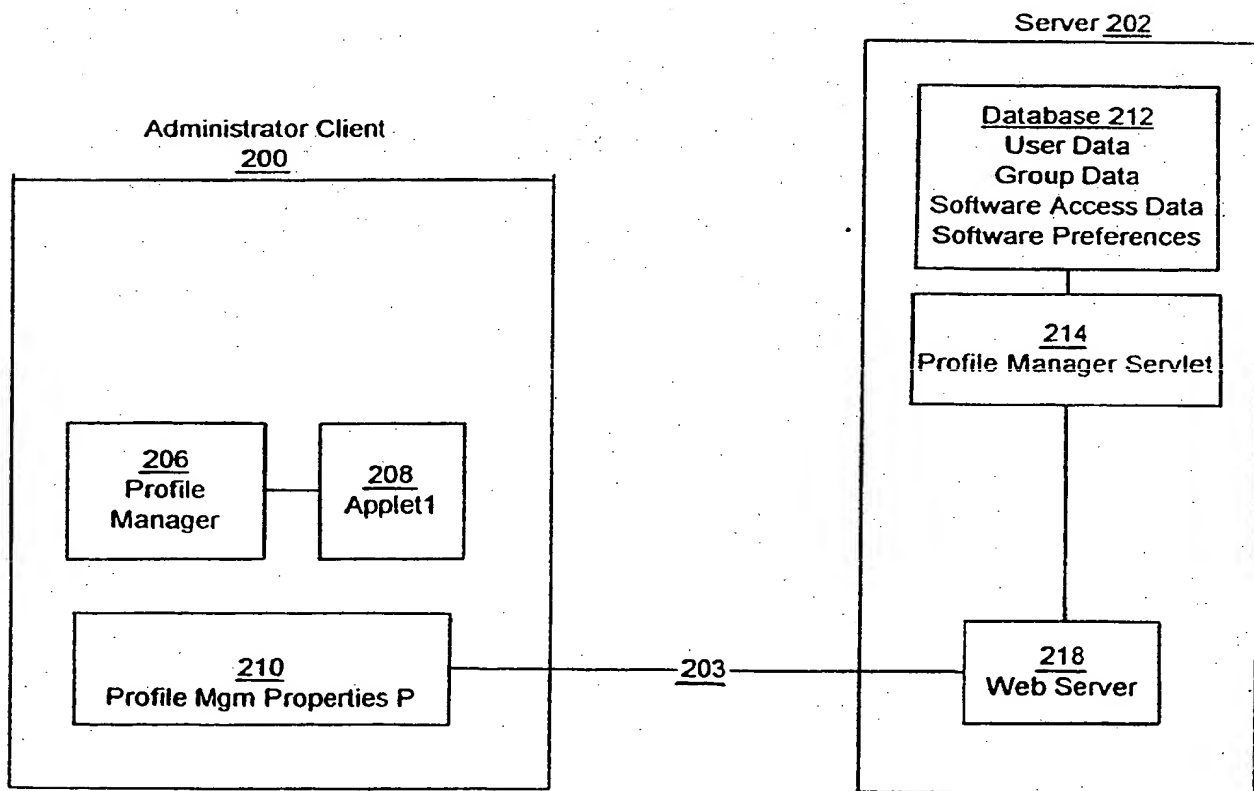 Server 202
Database 212
User Data
Group Data
Software Access Data
Software Preferences
214
Profile Manager Servlet
Administrator Client
200
206
Profile
Manager
208
Applet1
210
Profile Mgm Properties P
203
218
Web Server